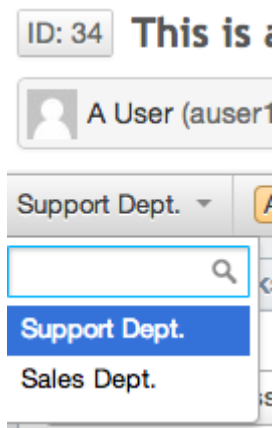 ID: 34 This is
A User (auser1
Support Dept.
Support Dept.
Sales Dept.